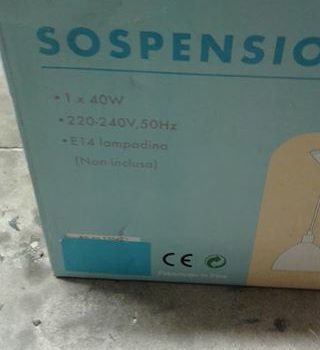 SOSPENSIO
• 1 x 40W
• 220-240V, 50Hz
• E14 lampadina
(Non inclusa)
CE